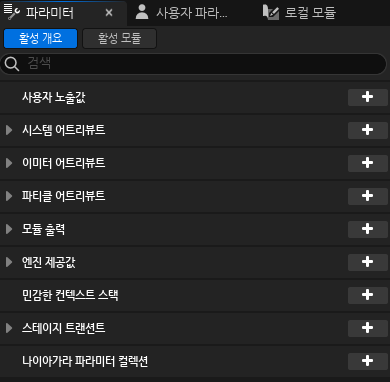 파라미터
사용자 파라...
로컬 모듈
활성 개요
활성 모듈
검색
사용자 노출값
시스템 어트리뷰트
이미터 어트리뷰트
파티클 어트리뷰트
모듈 출력
엔진 제공값
민감한 컨텍스트 스택
스테이지 트랜션트
나이아가라 파라미터 컬렉션